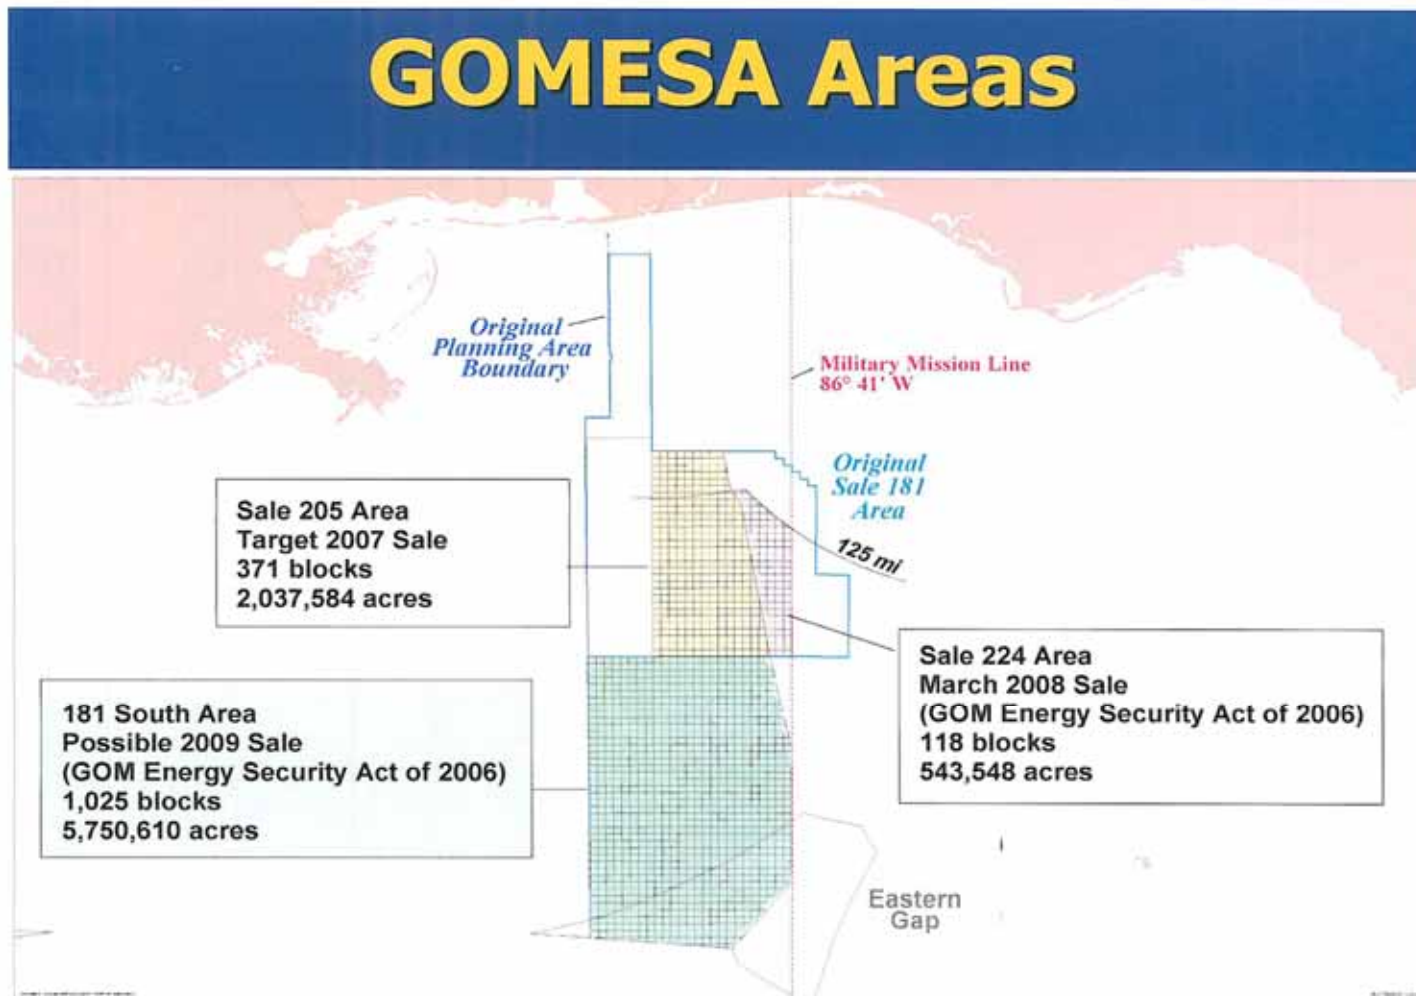 GOMESA Areas
Original
Planning Area
Boundary
Military Mission Line
86° 41' W
Original
Sale 181
Area
125 mi
Sale 205 Area
Target 2007 Sale
371 blocks
2,037,584 acres
Sale 224 Area
March 2008 Sale
(GOM Energy Security Act of 2006)
118 blocks
543,548 acres
181 South Area
Possible 2009 Sale
(GOM Energy Security Act of 2006)
1,025 blocks
5,750,610 acres
Eastern
Gap